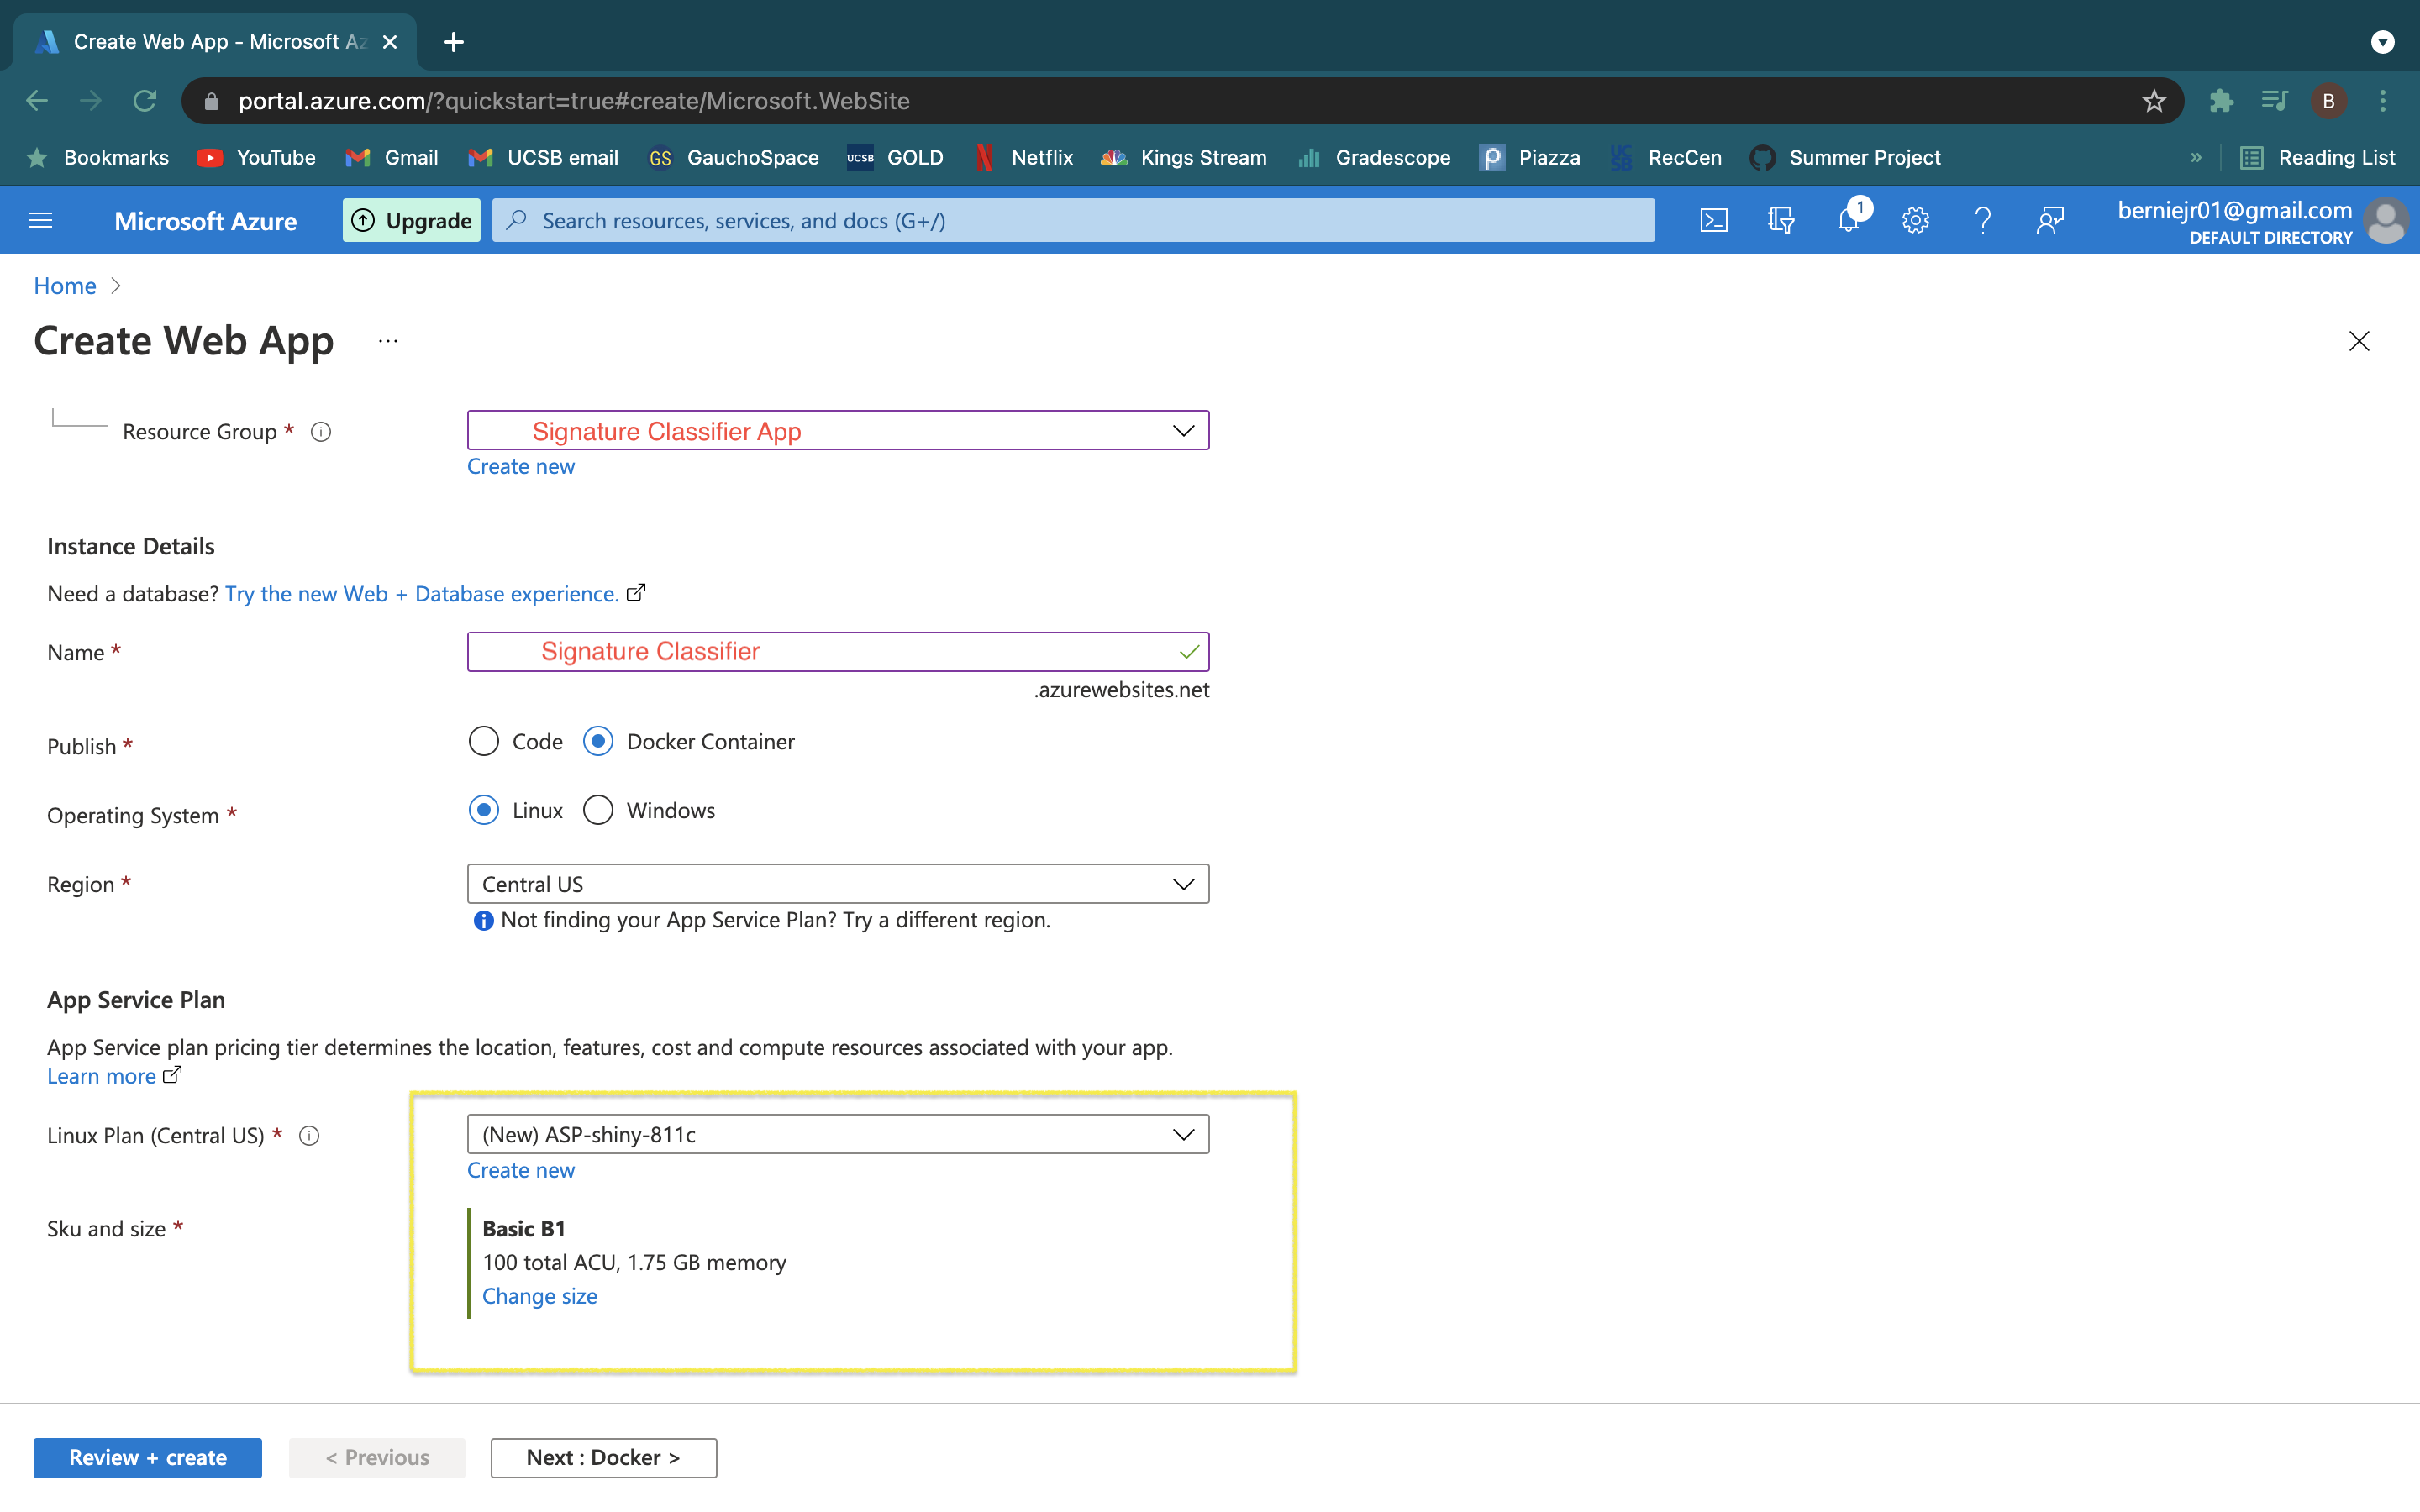 Create Web App - Microsoft Az
portal.azure.com/?quickstart=true#create/Microsoft.WebSite
B
Bookmarks YouTube Gmail UCSB email GS GauchoSpace UCSB GOLD Netflix Kings Stream Gradescope Piazza UCSB RecCen Summer Project » Reading List
Microsoft Azure Upgrade Search resources, services, and docs (G+/) 1 berniejr01@gmail.com
DEFAULT DIRECTORY
Home >
Create Web App ...
Resource Group * Signature Classifier App
Create new
Instance Details
Need a database? Try the new Web + Database experience.
Name * Signature Classifier
.azurewebsites.net
Publish * Code Docker Container
Operating System * Linux Windows
Region * Central US
Not finding your App Service Plan? Try a different region.
App Service Plan
App Service plan pricing tier determines the location, features, cost and compute resources associated with your app.
Learn more
Linux Plan (Central US) * (New) ASP-shiny-811c
Create new
Sku and size * Basic B1
100 total ACU, 1.75 GB memory
Change size
Review + create < Previous Next : Docker >